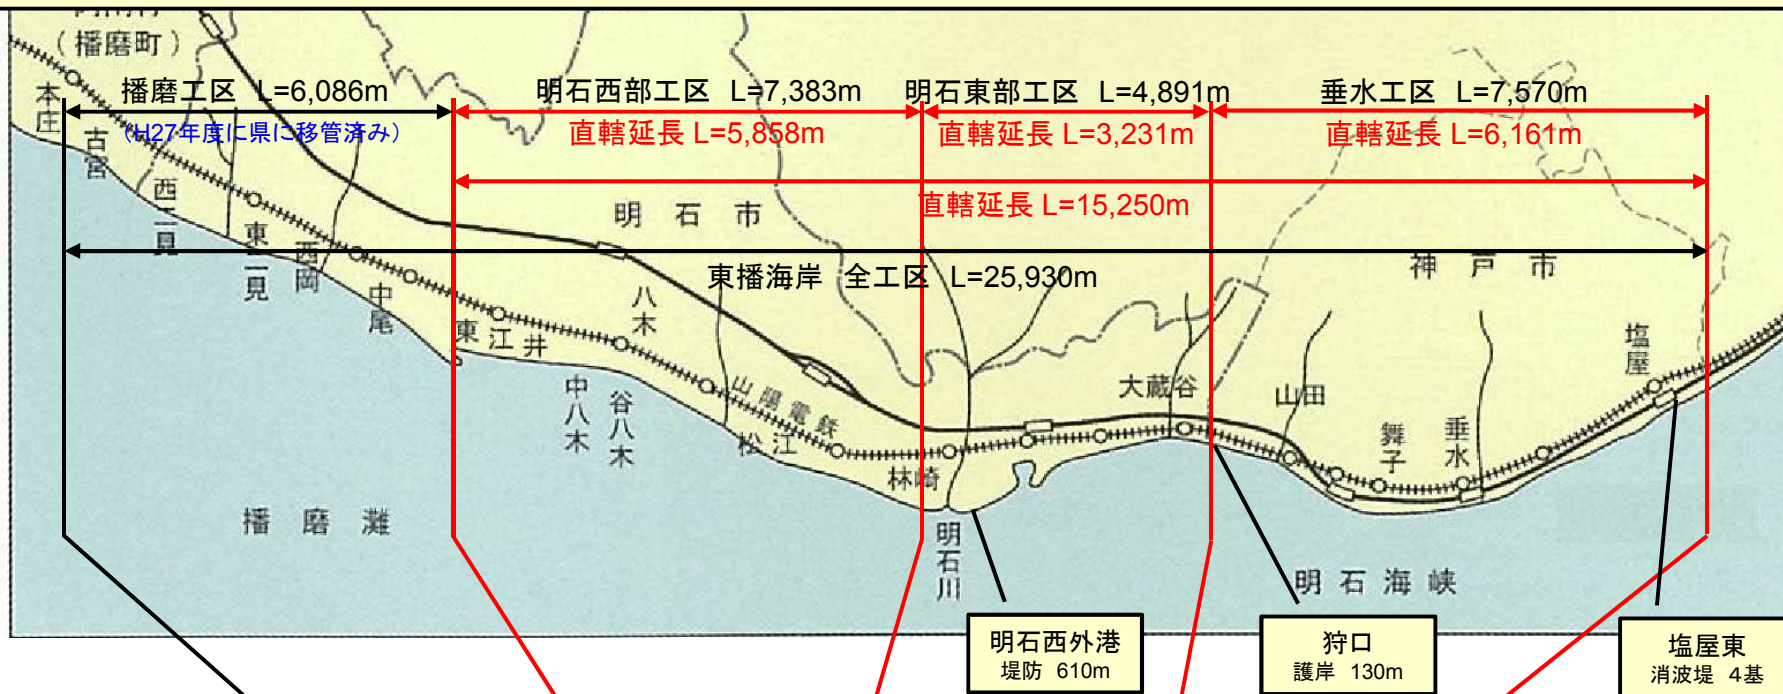 (播磨町)
播磨工区 L=6,086m
(H27年度に県に移管済み)
明石西部工区 L=7,383m
直轄延長 L=5,858m
明石東部工区 L=4,891m
直轄延長 L=3,231m
垂水工区 L=7,570m
直轄延長 L=6,161m
直轄延長 L=15,250m
東播海岸 全工区 L=25,930m
明石市
神戸市
本庄
古宮
西二見
東二見
西岡
中尾
東江井
八木
中八木
谷八木
松江
山陽電鉄
林崎
明石川
大蔵谷
山田
舞子
垂水
塩屋
播磨灘
明石海峡
明石西外港
堤防 610m
狩口
護岸 130m
塩屋東
消波堤 4基